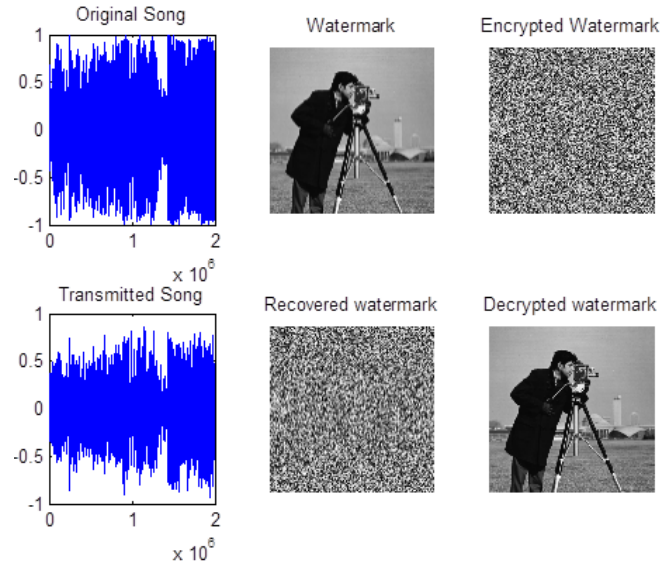 Original Song
Watermark
Encrypted Watermark
1
0.5
0
-0.5
-1
0 1 2
x 10^6
Transmitted Song
Recovered watermark
Decrypted watermark
1
0.5
0
-0.5
-1
0 1 2
x 10^6